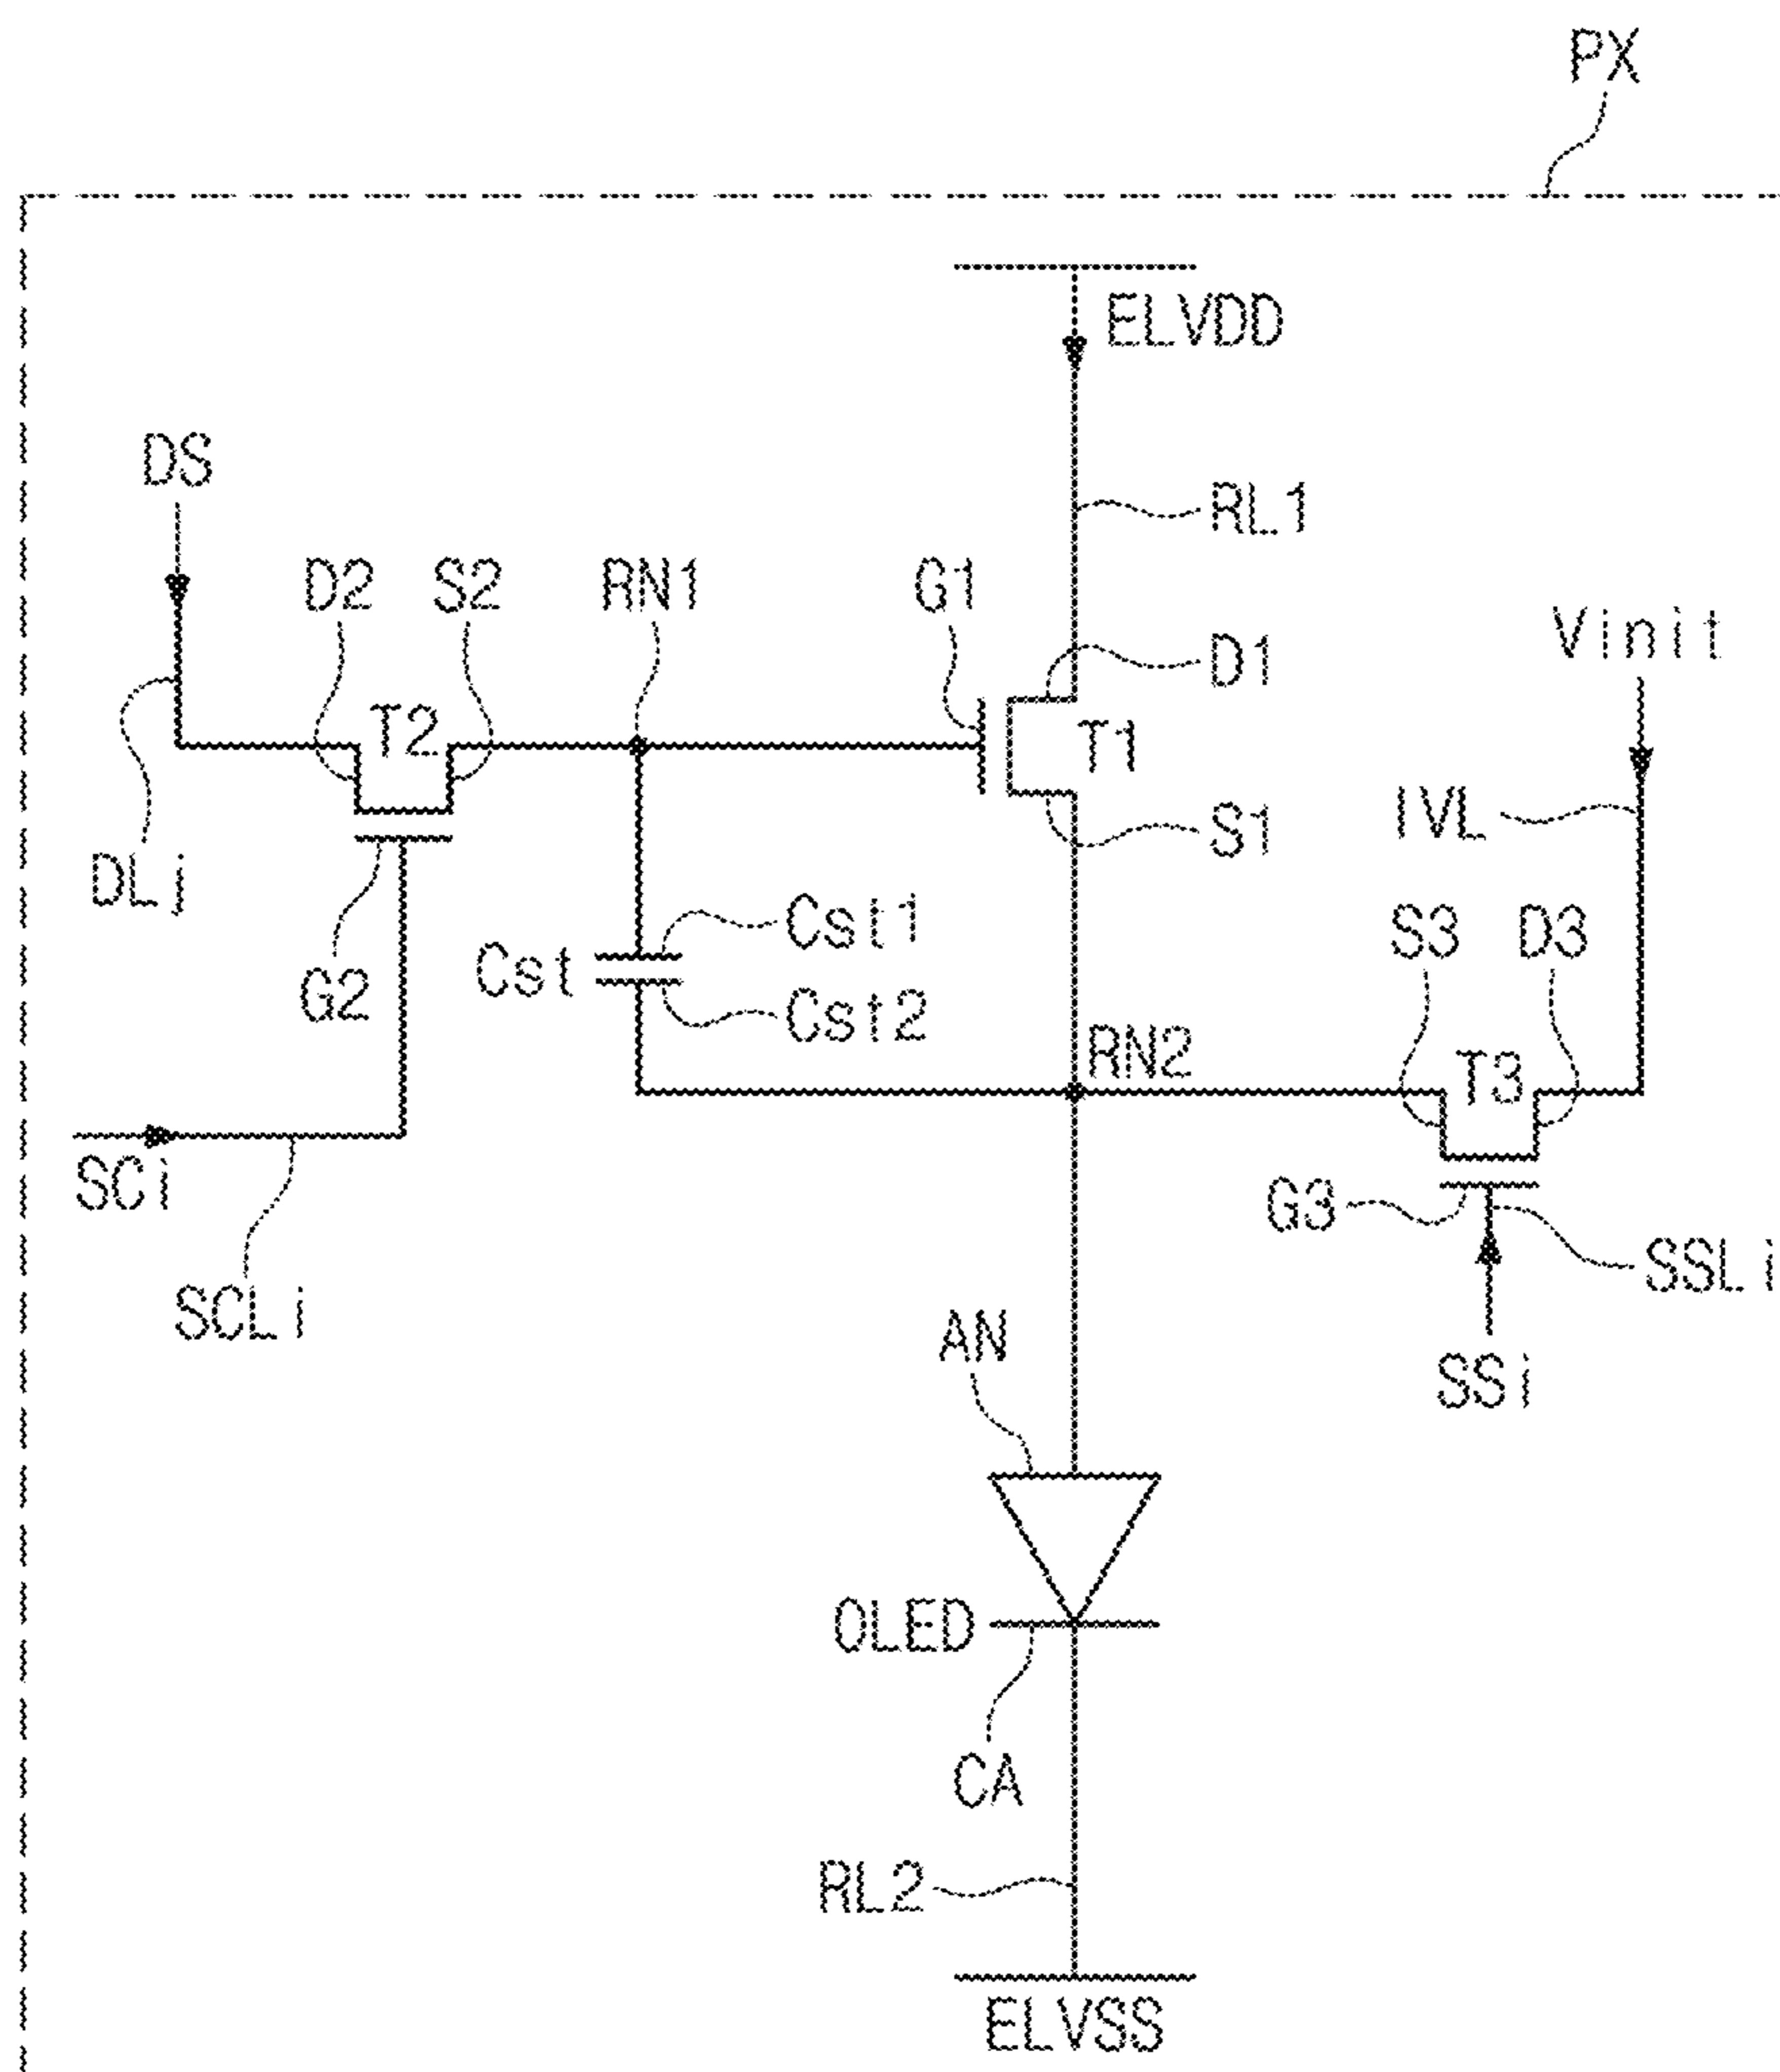 PX
ELVDD
DS
RL1
D2
S2
RN1
G1
Vinit
D1
T2
T1
IVL
S1
DLj
Cst1
S3
D3
Cst
G2
Cst2
RN2
T3
SCi
G3
SSLi
SCLi
AN
SSi
OLED
CA
RL2
ELVSS